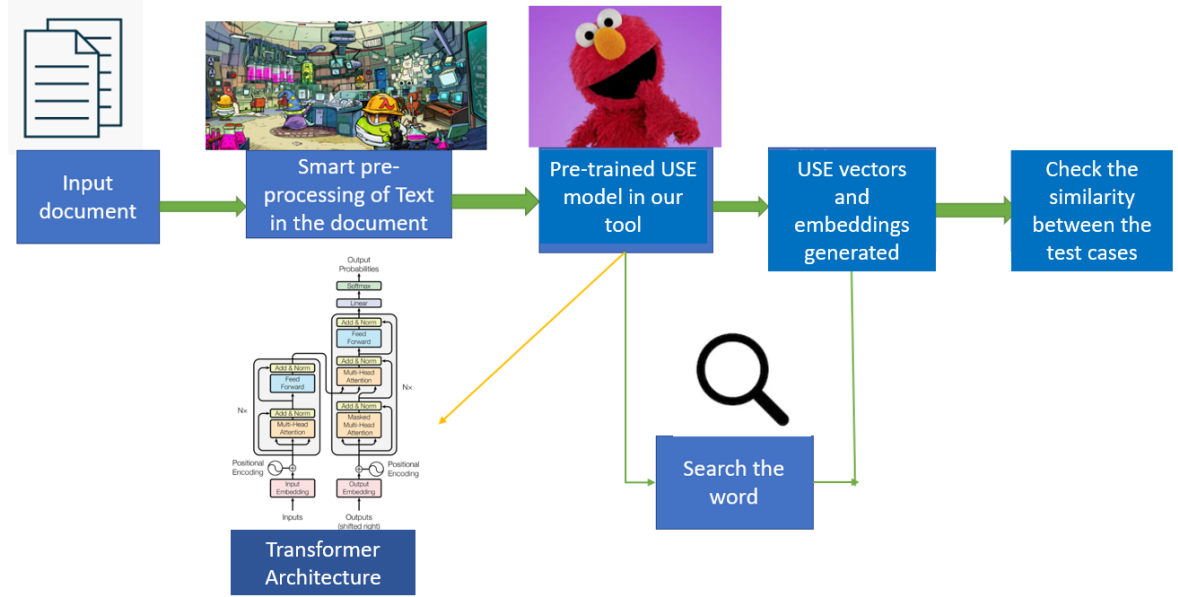 Input
document
Smart pre-
processing of Text
in the document
Pre-trained USE
model in our
tool
USE vectors
and
embeddings
generated
Check the
similarity
between the
test cases
Output
Probabilities
Softmax
Linear
Add & Norm
Feed
Forward
Add & Norm
Multi-Head
Attention
Add & Norm
Feed
Forward
Nx
Add & Norm
Masked
Multi-Head
Attention
Nx
Add & Norm
Multi-Head
Attention
Positional
Encoding
Positional
Encoding
Input
Embedding
Output
Embedding
Inputs
Outputs
(shifted right)
Transformer
Architecture
Search the
word